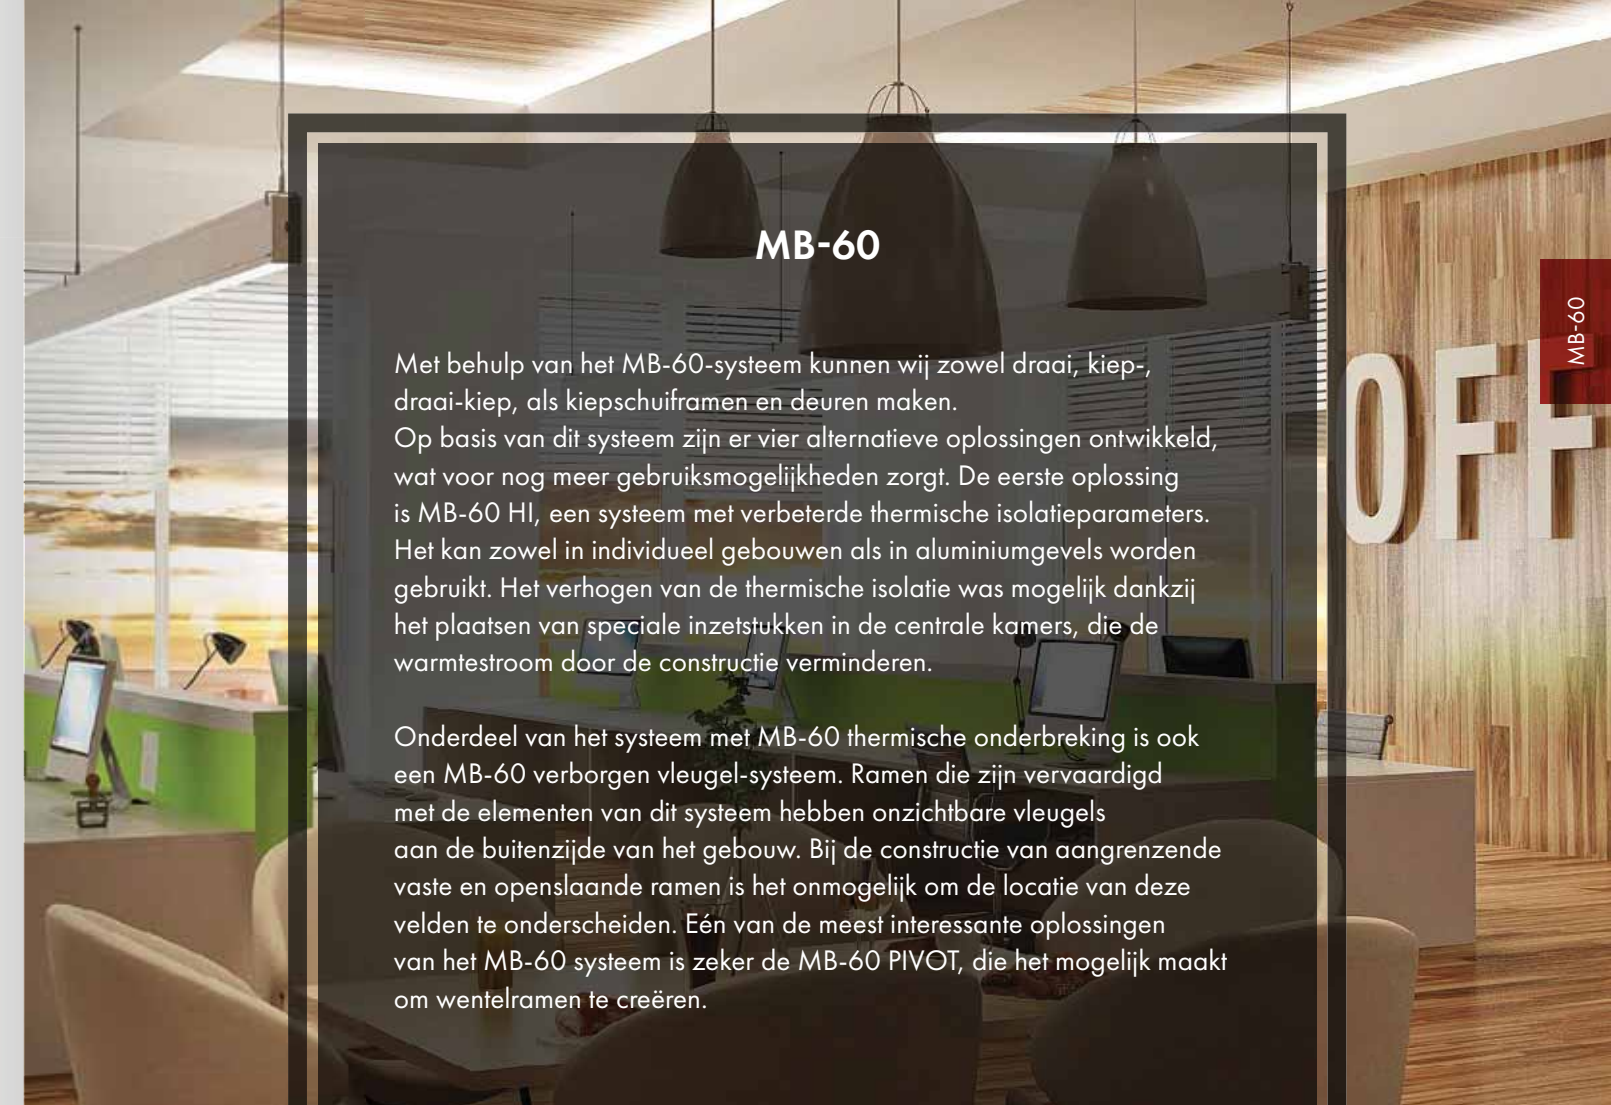 MB-60
MB-60
Met behulp van het MB-60-systeem kunnen wij zowel draai, kiep-,
draai-kiep, als kiepschuiframen en deuren maken.
Op basis van dit systeem zijn er vier alternatieve oplossingen ontwikkeld,
wat voor nog meer gebruiksmogelijkheden zorgt. De eerste oplossing
is MB-60 HI, een systeem met verbeterde thermische isolatieparameters.
Het kan zowel in individueel gebouwen als in aluminiumgevels worden
gebruikt. Het verhogen van de thermische isolatie was mogelijk dankzij
het plaatsen van speciale inzetstukken in de centrale kamers, die de
warmtestroom door de constructie verminderen.
Onderdeel van het systeem met MB-60 thermische onderbreking is ook
een MB-60 verborgen vleugel-systeem. Ramen die zijn vervaardigd
met de elementen van dit systeem hebben onzichtbare vleugels
aan de buitenzijde van het gebouw. Bij de constructie van aangrenzende
vaste en openslaande ramen is het onmogelijk om de locatie van deze
velden te onderscheiden. Eén van de meest interessante oplossingen
van het MB-60 systeem is zeker de MB-60 PIVOT, die het mogelijk maakt
om wentelramen te creëren.
OFF